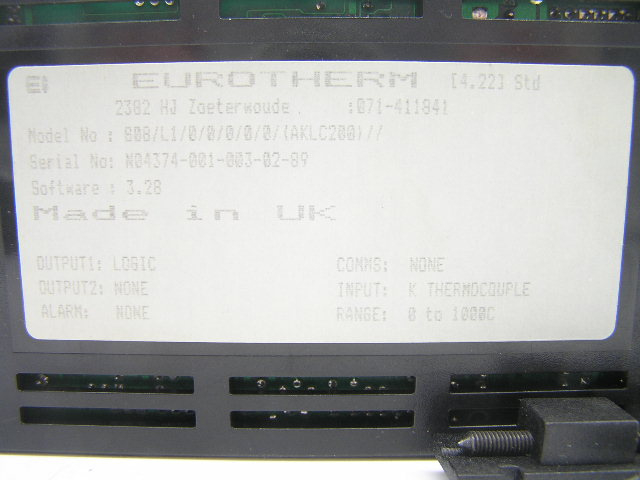 EUROTHERM [4.22] Std
2382 HJ Zoeterwoude :071-411841
Model No : 808/L1/0/0/0/0/0/(AKLC200)//
Serial No: N04374-001-003-02-89
Software : 3.28
Made in UK
OUTPUT1: LOGIC COMMS: NONE
OUTPUT2: NONE INPUT: K THERMOCOUPLE
ALARM: NONE RANGE: 0 to 1000C